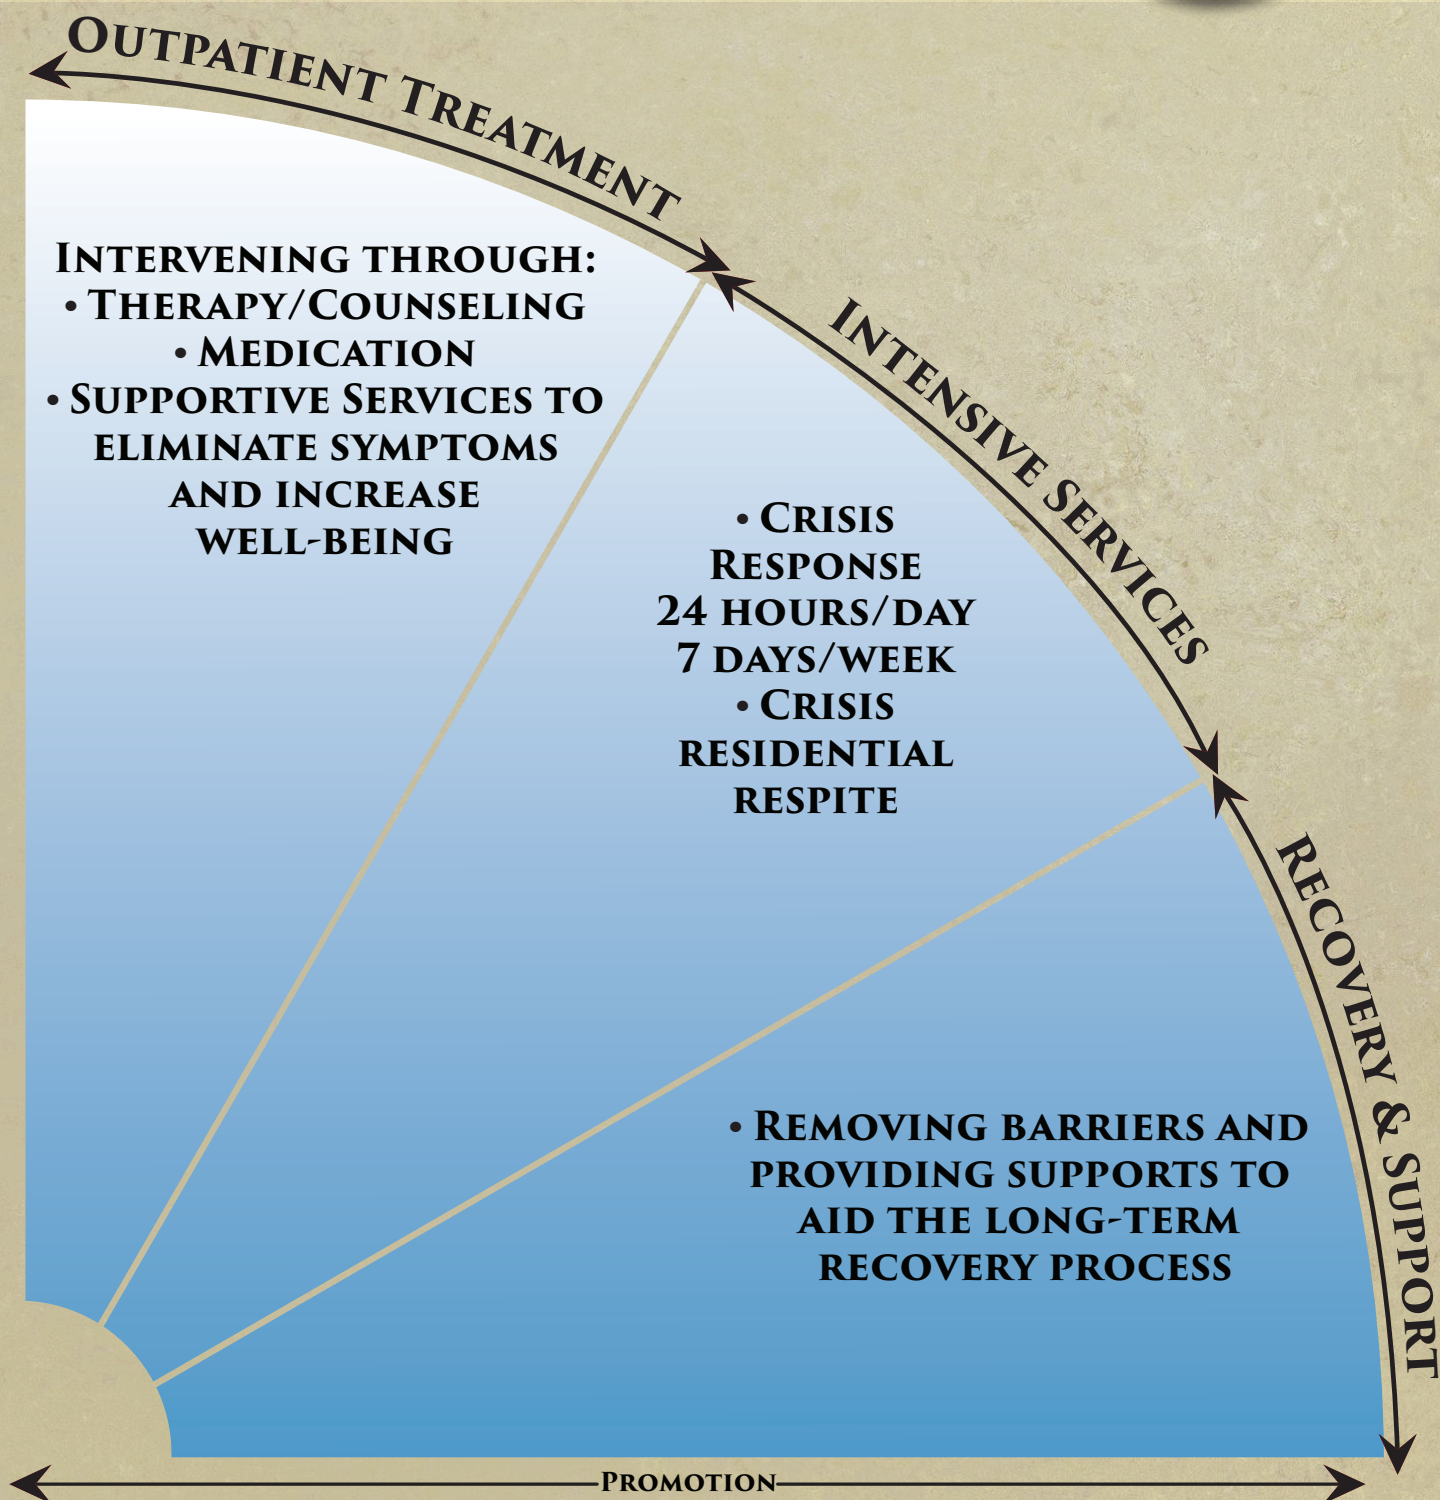 Outpatient Treatment
Intervening through:
• Therapy/Counseling
• Medication
• Supportive Services to
eliminate symptoms
and increase
well-being
Intensive Services
• Crisis
Response
24 hours/day
7 days/week
• Crisis
residential
respite
Recovery & Support
• Removing barriers and
providing supports to
aid the long-term
recovery process
Promotion